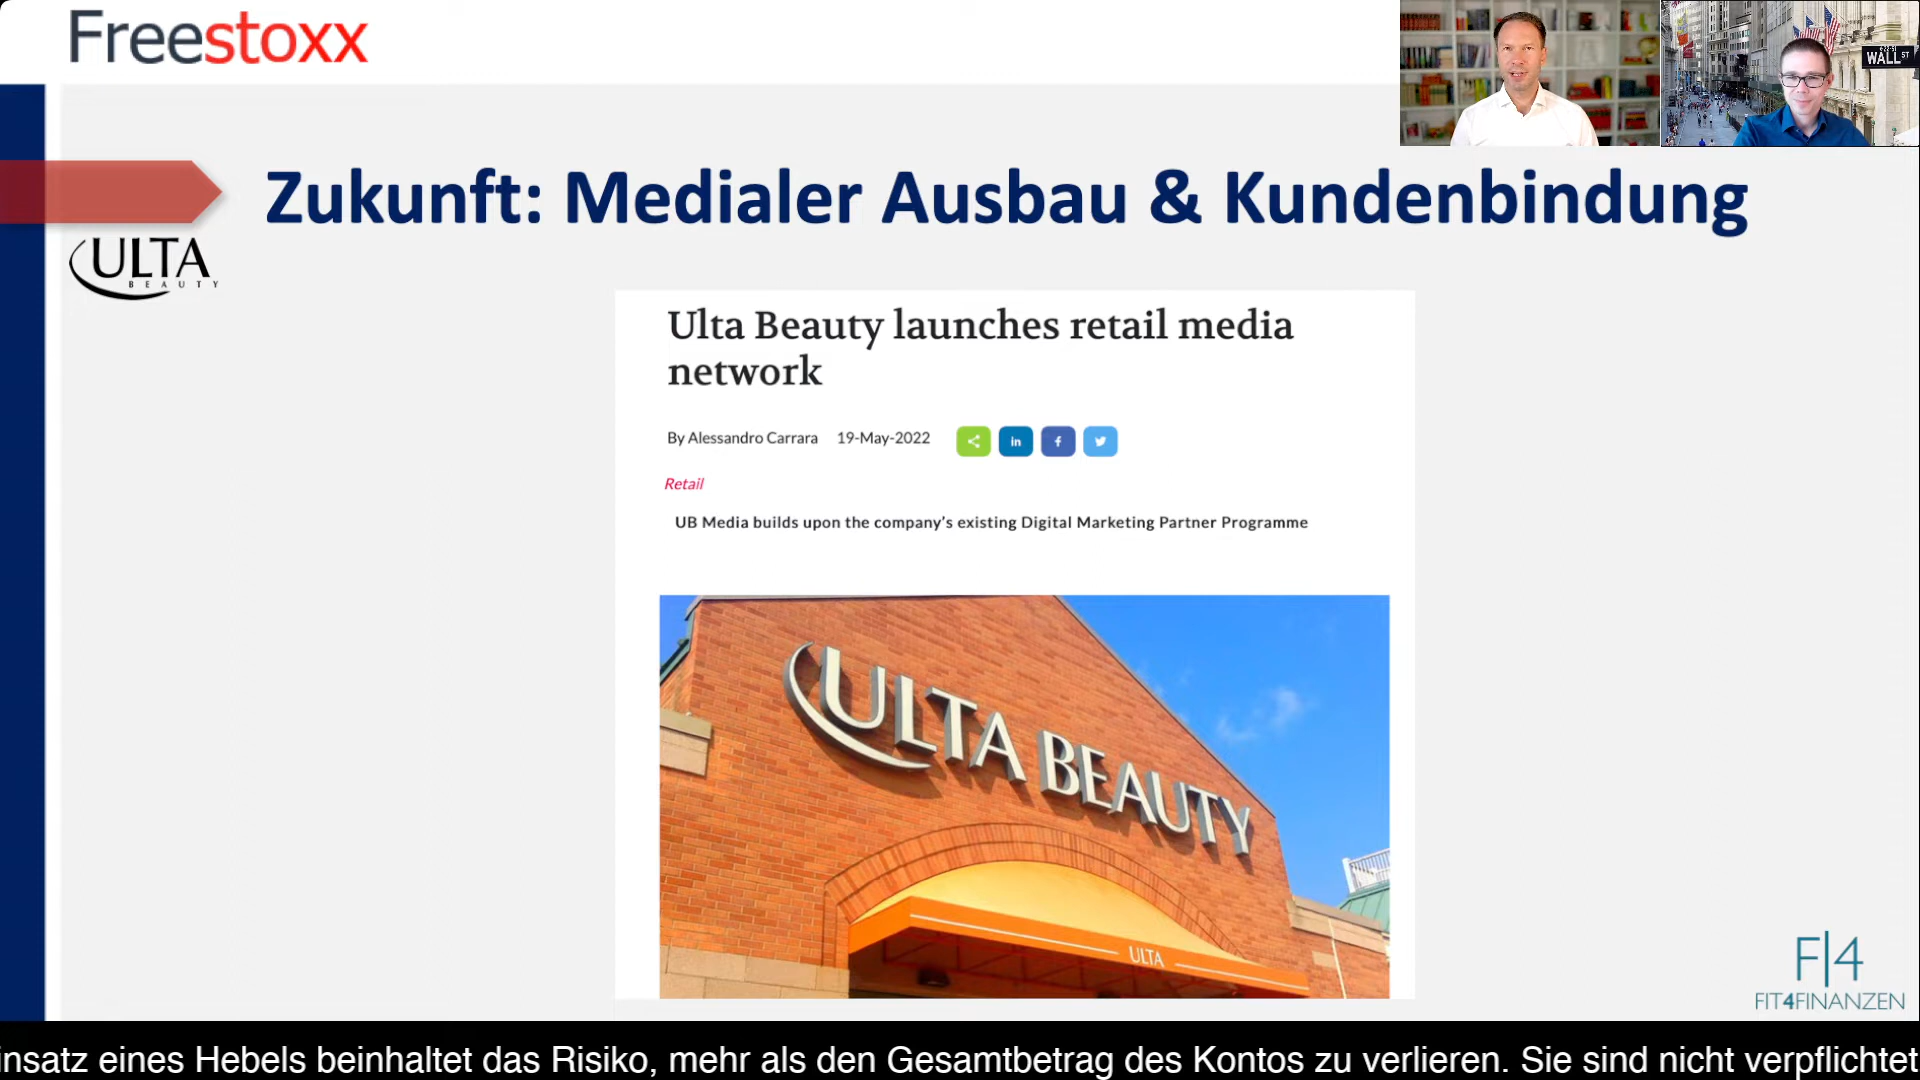 Freestoxx
WALL ST
Zukunft: Medialer Ausbau & Kundenbindung
ULTA
BEAUTY
Ulta Beauty launches retail media
network
By Alessandro Carrara 19-May-2022
Retail
UB Media builds upon the company's existing Digital Marketing Partner Programme
ULTA BEAUTY
ULTA
F|4
FIT4FINANZEN
insatz eines Hebels beinhaltet das Risiko, mehr als den Gesamtbetrag des Kontos zu verlieren. Sie sind nicht verpflichtet